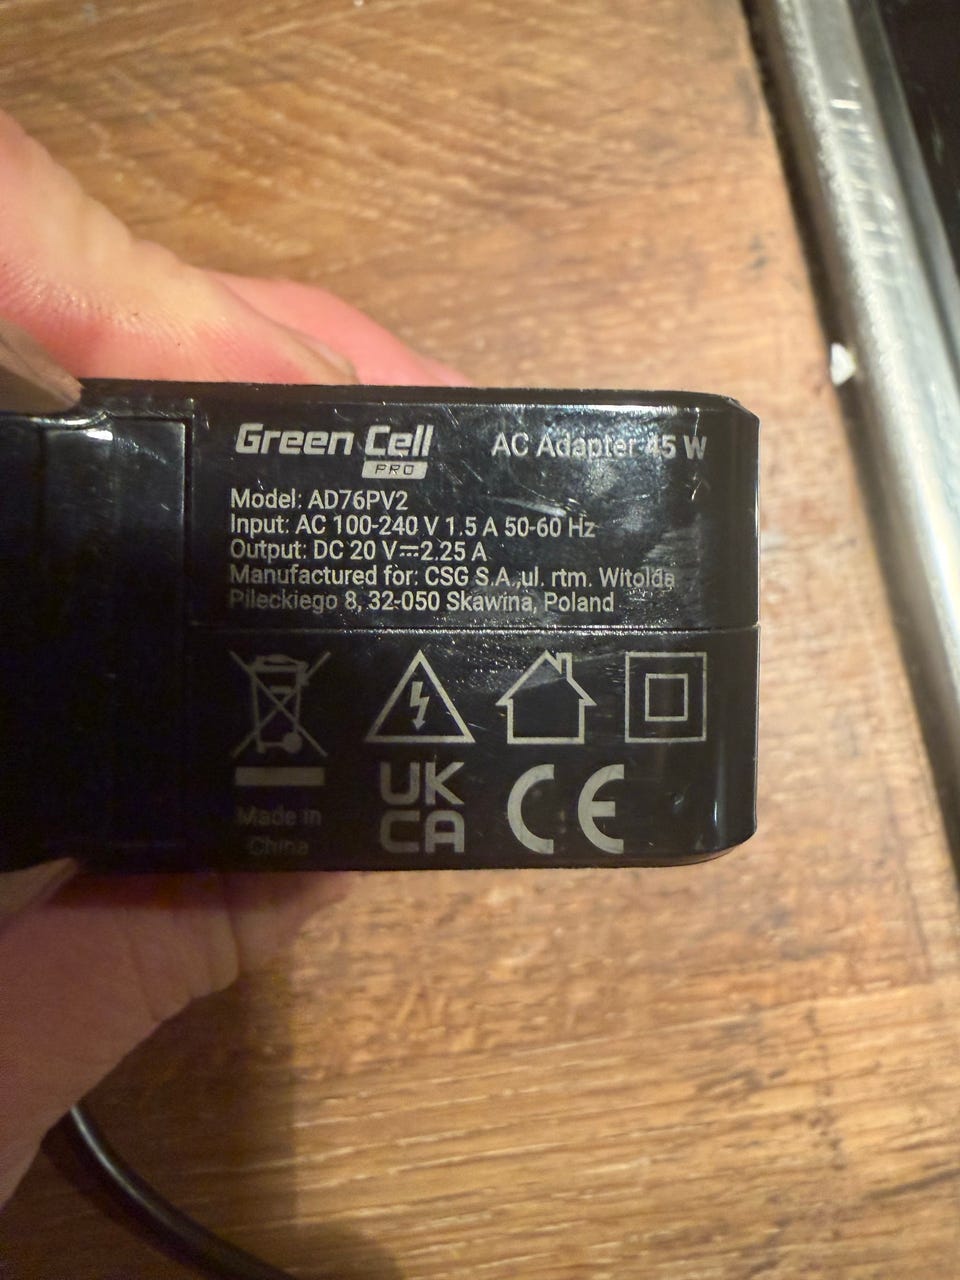 Green Cell
PRO
AC Adapter 45 W
Model: AD76PV2
Input: AC 100-240 V 1.5 A 50-60 Hz
Output: DC 20 V⎓2.25 A
Manufactured for: CSG S.A.,ul. rtm. Witolda
Pileckiego 8, 32-050 Skawina, Poland
UK
CA
CE
Made in
China